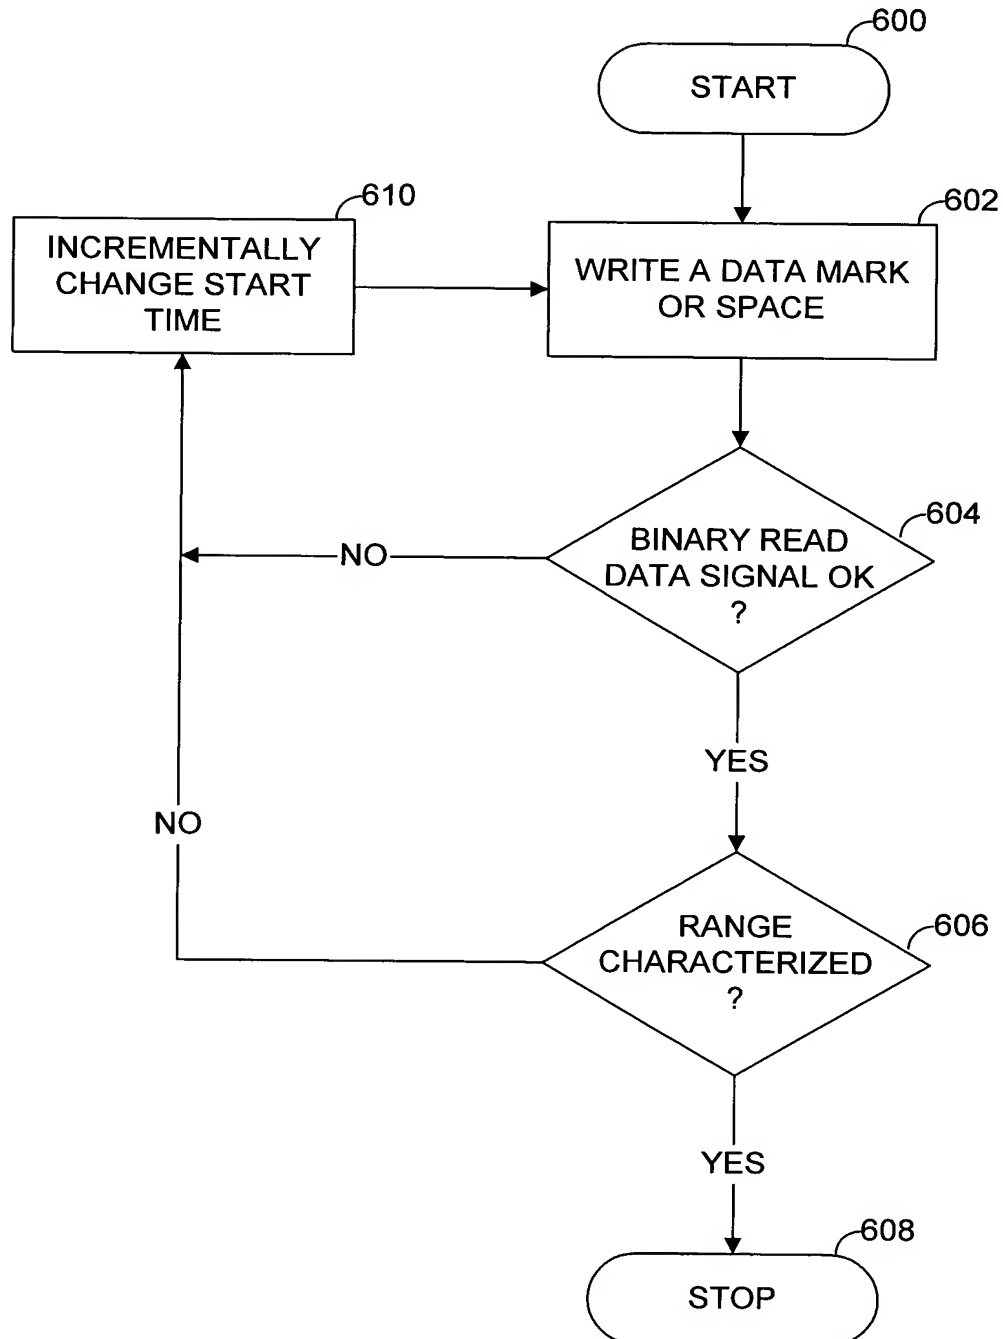 600
START
610
602
INCREMENTALLY
CHANGE START
TIME
WRITE A DATA MARK
OR SPACE
604
BINARY READ
DATA SIGNAL OK
?
NO
YES
NO
606
RANGE
CHARACTERIZED
?
YES
608
STOP